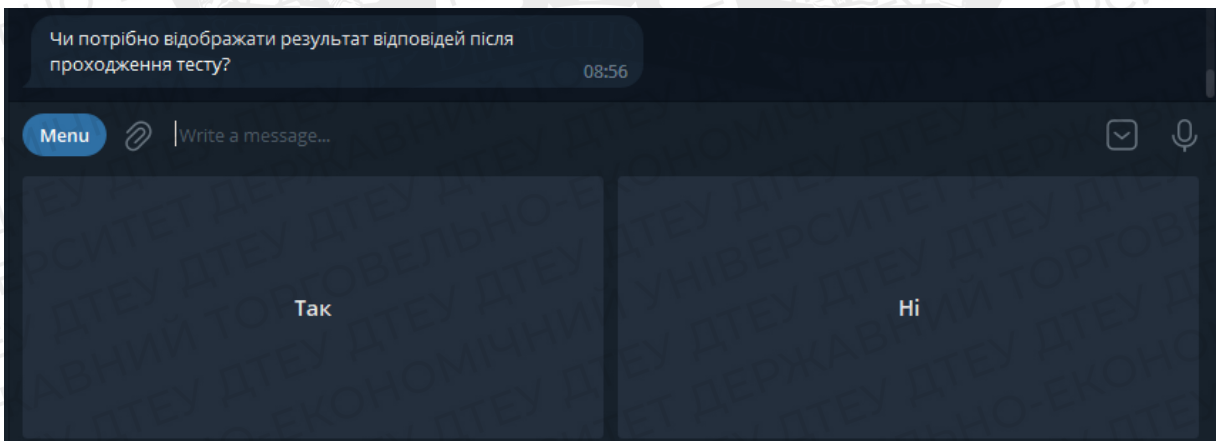 Чи потрібно відображати результат відповідей після
проходження тесту?
08:56
Menu
Write a message...
Так
Ні